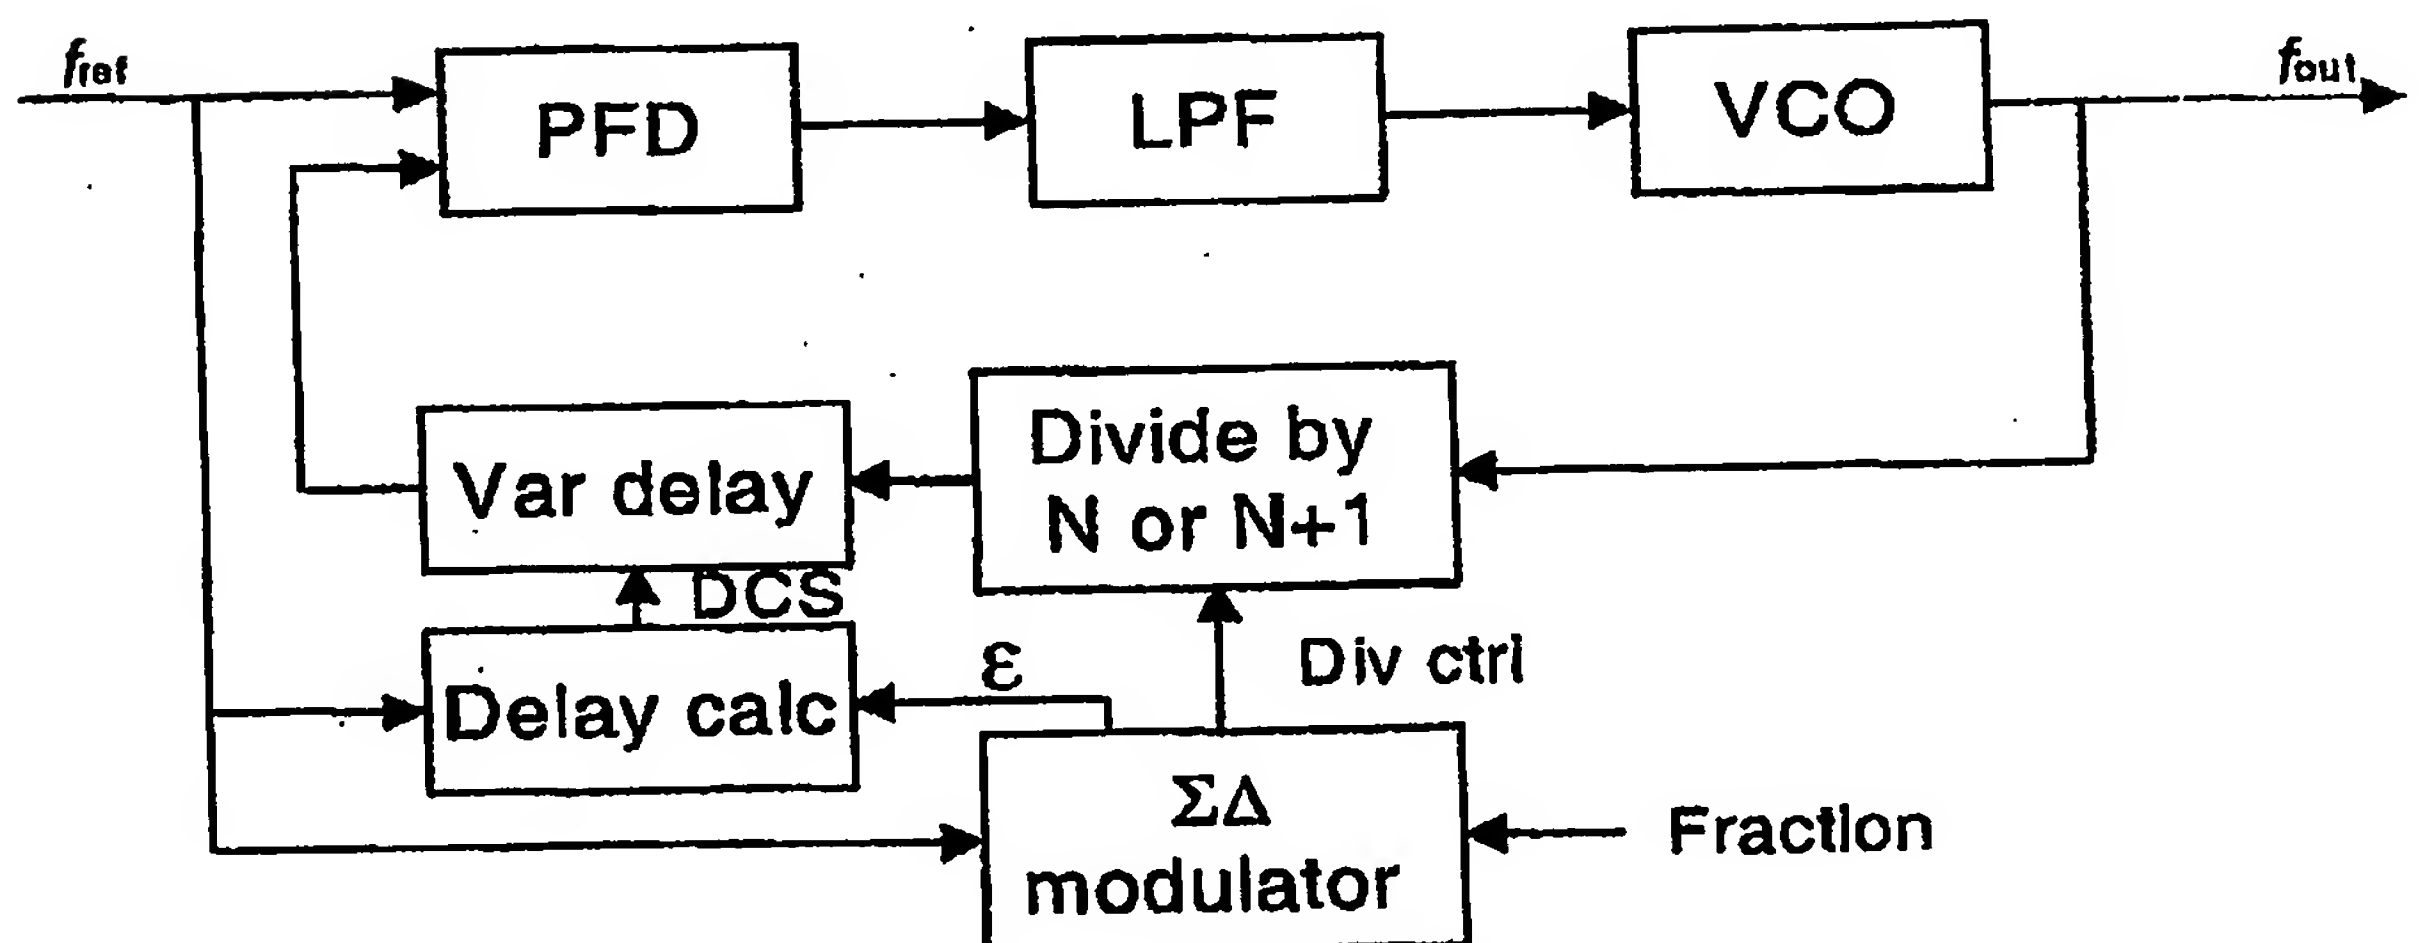 fref
PFD
LPF
VCO
fout
Var delay
Divide by
N or N+1
DCS
Delay calc
ε
Div ctrl
ΣΔ
modulator
Fraction